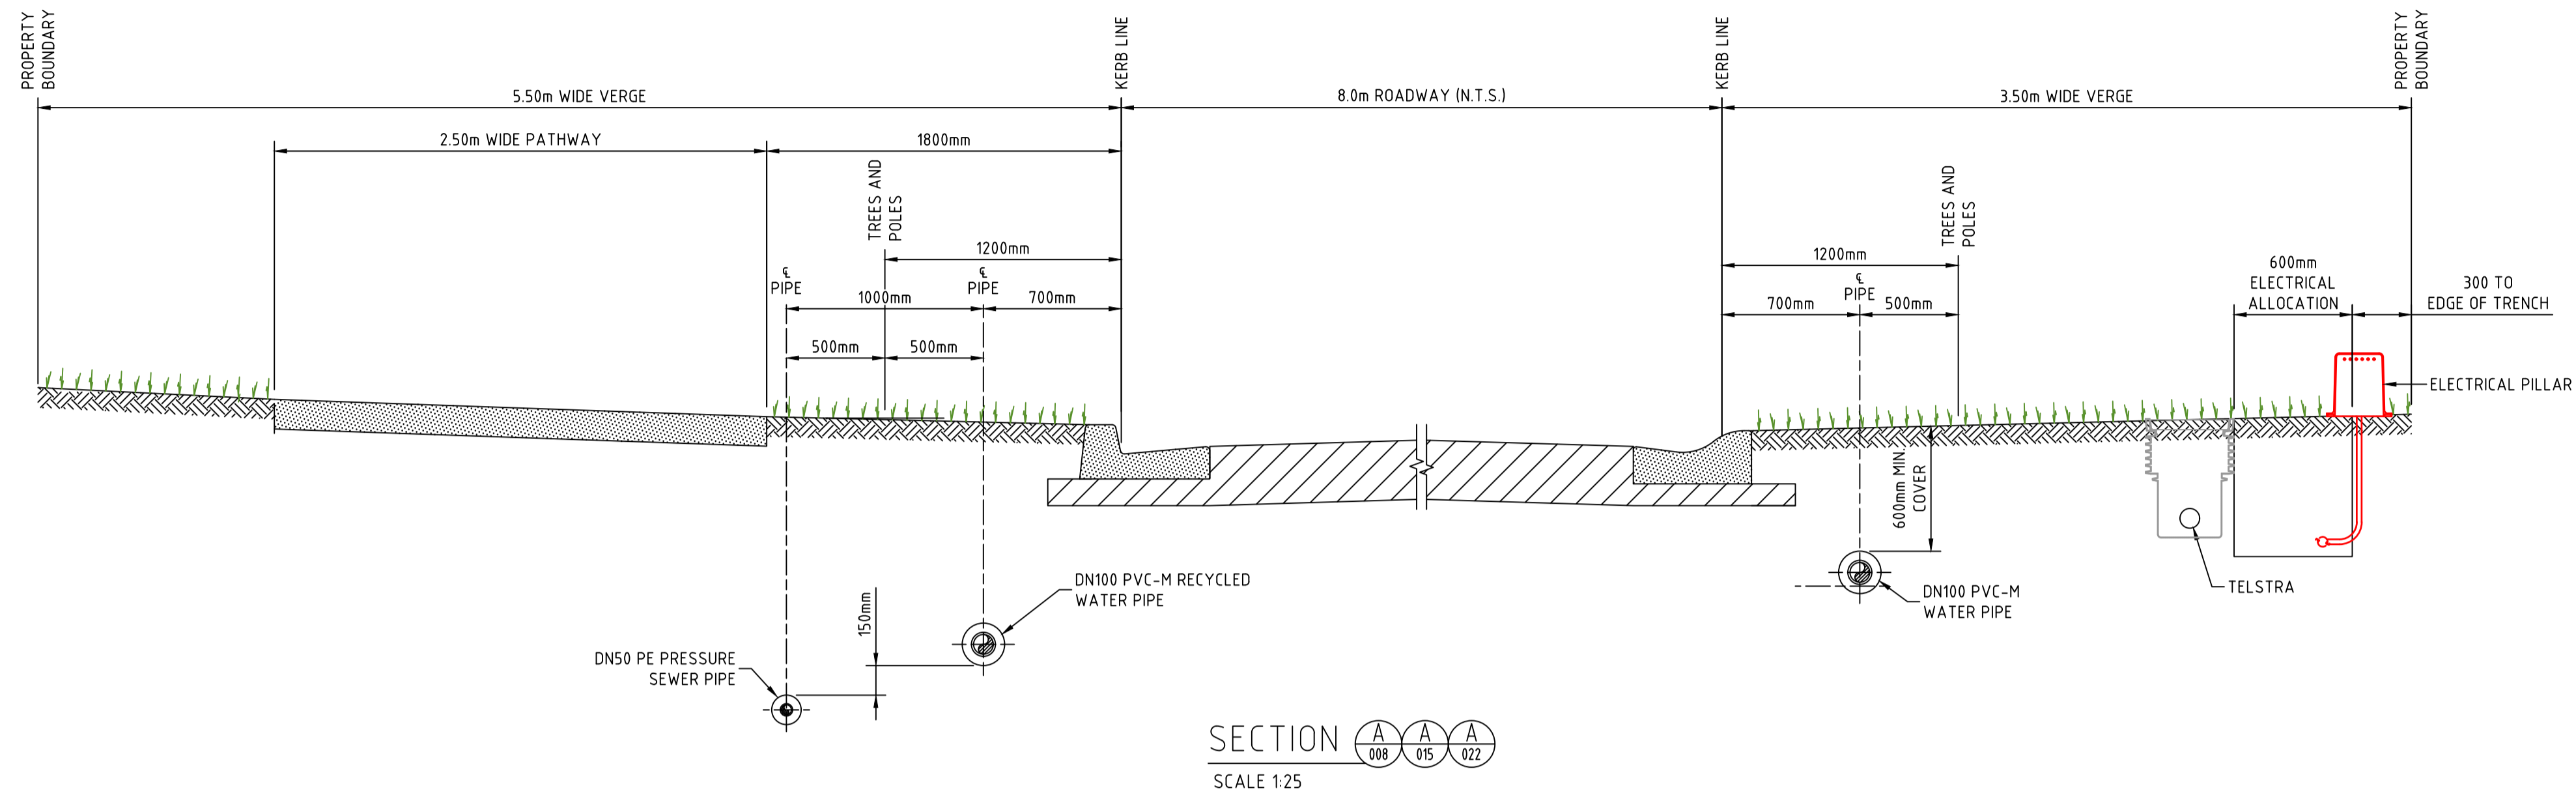 PROPERTY
BOUNDARY
KERB LINE
KERB LINE
PROPERTY
BOUNDARY
5.50m WIDE VERGE
8.0m ROADWAY (N.T.S.)
3.50m WIDE VERGE
2.50m WIDE PATHWAY
1800mm
TREES AND
POLES
1200mm
℄
PIPE
1000mm
℄
PIPE
700mm
500mm
500mm
TREES AND
POLES
1200mm
℄
PIPE
700mm
500mm
600mm
ELECTRICAL
ALLOCATION
300 TO
EDGE OF TRENCH
ELECTRICAL PILLAR
600mm MIN.
COVER
TELSTRA
DN100 PVC-M
WATER PIPE
DN100 PVC-M RECYCLED
WATER PIPE
150mm
DN50 PE PRESSURE
SEWER PIPE
SECTION
A
008
A
015
A
022
SCALE 1:25